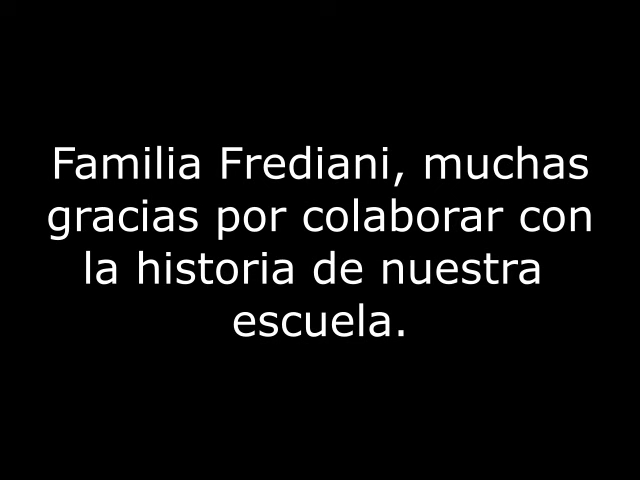 Familia Frediani, muchas
gracias por colaborar con
la historia de nuestra
escuela.